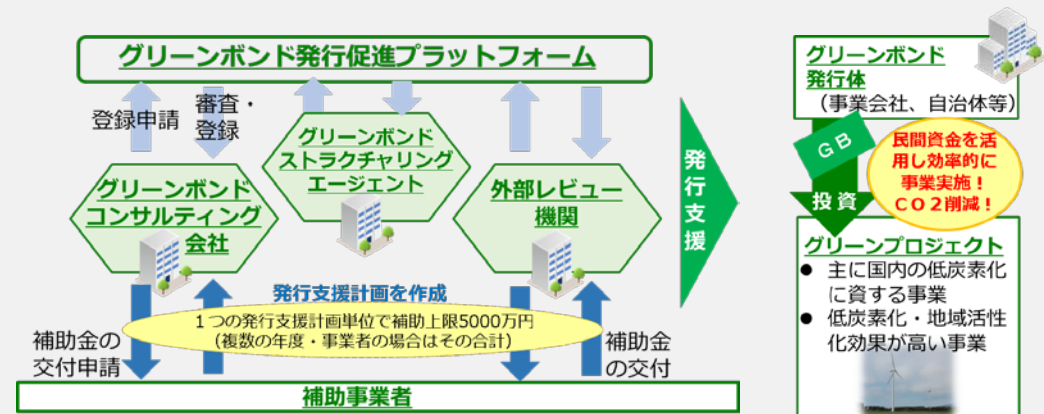 グリーンボンド発行促進プラットフォーム
登録申請
審査・
登録
グリーンボンド
ストラクチャリング
エージェント
グリーンボンド
コンサルティング
会社
外部レビュー
機関
発行支援計画を作成
１つの発行支援計画単位で補助上限5000万円
（複数の年度・事業者の場合はその合計）
補助金の
交付申請
補助金
の交付
補助事業者
発行支援
グリーンボンド
発行体
（事業会社、自治体等）
GB
投資
民間資金を活
用し効率的に
事業実施！
ＣＯ２削減！
グリーンプロジェクト
● 主に国内の低炭素化
に資する事業
● 低炭素化・地域活性
化効果が高い事業